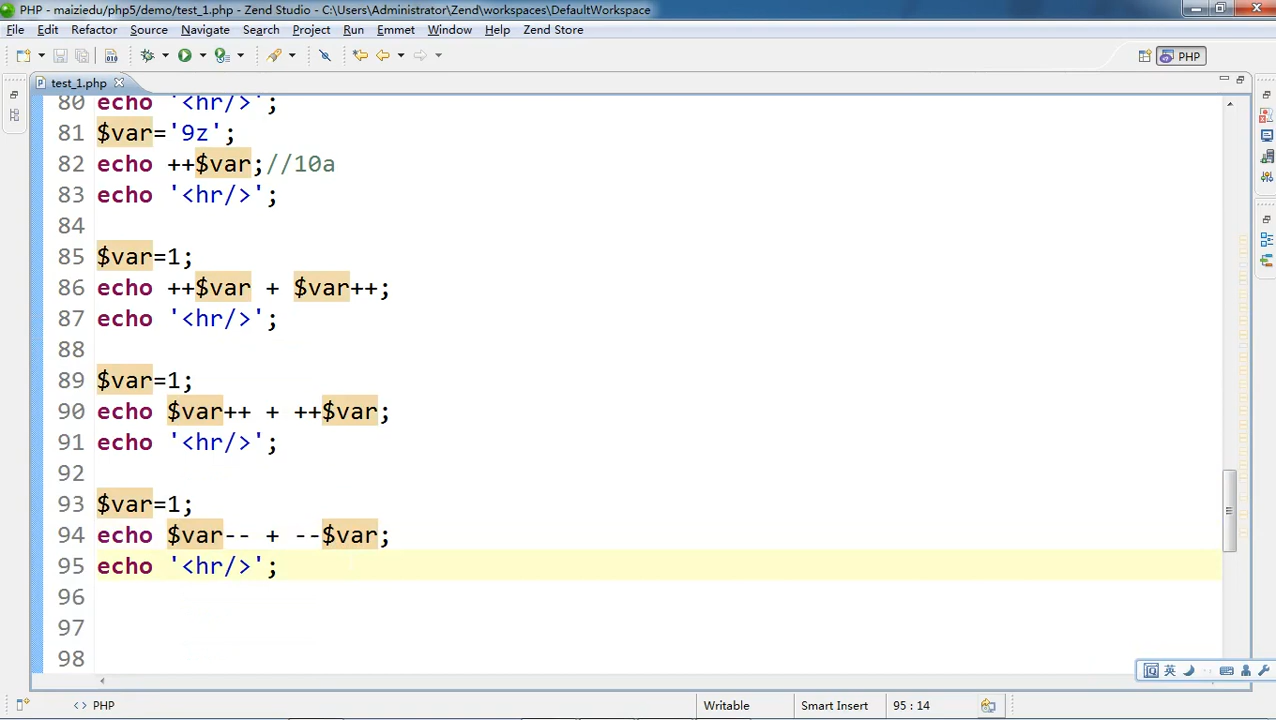 PHP - maiziedu/php5/demo/test_1.php - Zend Studio - C:\Users\Administrator\Zend\workspaces\DefaultWorkspace
File Edit Refactor Source Navigate Search Project Run Emmet Window Help Zend Store
PHP
test_1.php
80 echo '<hr/>';
81 $var='9z';
82 echo ++$var;//10a
83 echo '<hr/>';
84
85 $var=1;
86 echo ++$var + $var++;
87 echo '<hr/>';
88
89 $var=1;
90 echo $var++ + ++$var;
91 echo '<hr/>';
92
93 $var=1;
94 echo $var-- + --$var;
95 echo '<hr/>';
96
97
98
英
<> PHP Writable Smart Insert 95 : 14